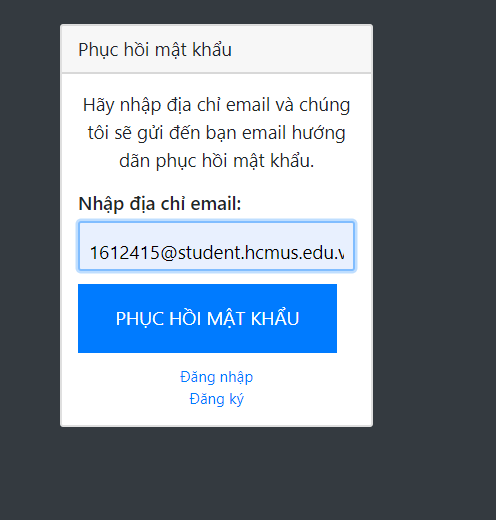 Phục hồi mật khẩu
Hãy nhập địa chỉ email và chúng
tôi sẽ gửi đến bạn email hướng
dẫn phục hồi mật khẩu.
Nhập địa chỉ email:
1612415@student.hcmus.edu.v
PHỤC HỒI MẬT KHẨU
Đăng nhập
Đăng ký